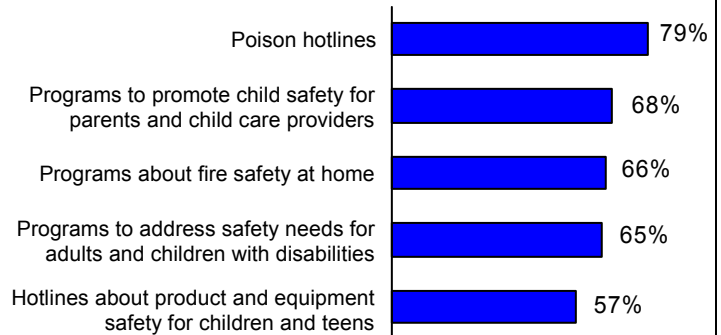 Poison hotlines
79%
Programs to promote child safety for
parents and child care providers
68%
Programs about fire safety at home
66%
Programs to address safety needs for
adults and children with disabilities
65%
Hotlines about product and equipment
safety for children and teens
57%